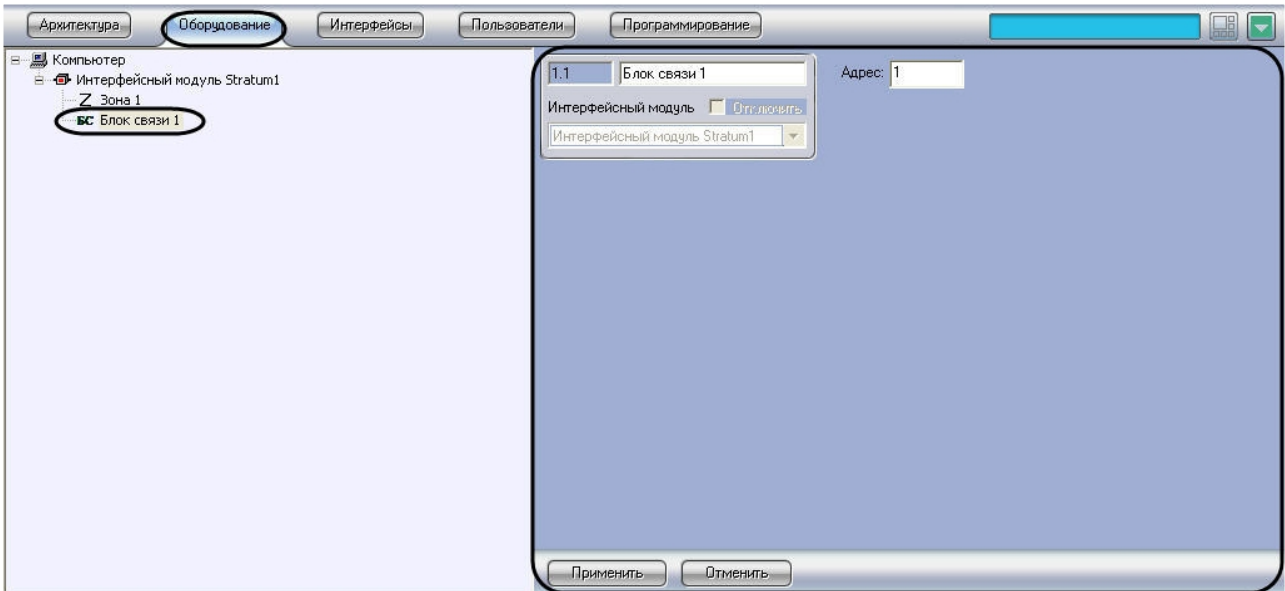 Архитектура Оборудование Интерфейсы Пользователи Программирование
Компьютер
Интерфейсный модуль Stratum1
Z Зона 1
БС Блок связи 1
1.1 Блок связи 1 Адрес: 1
Интерфейсный модуль Отключить
Интерфейсный модуль Stratum1
Применить Отменить